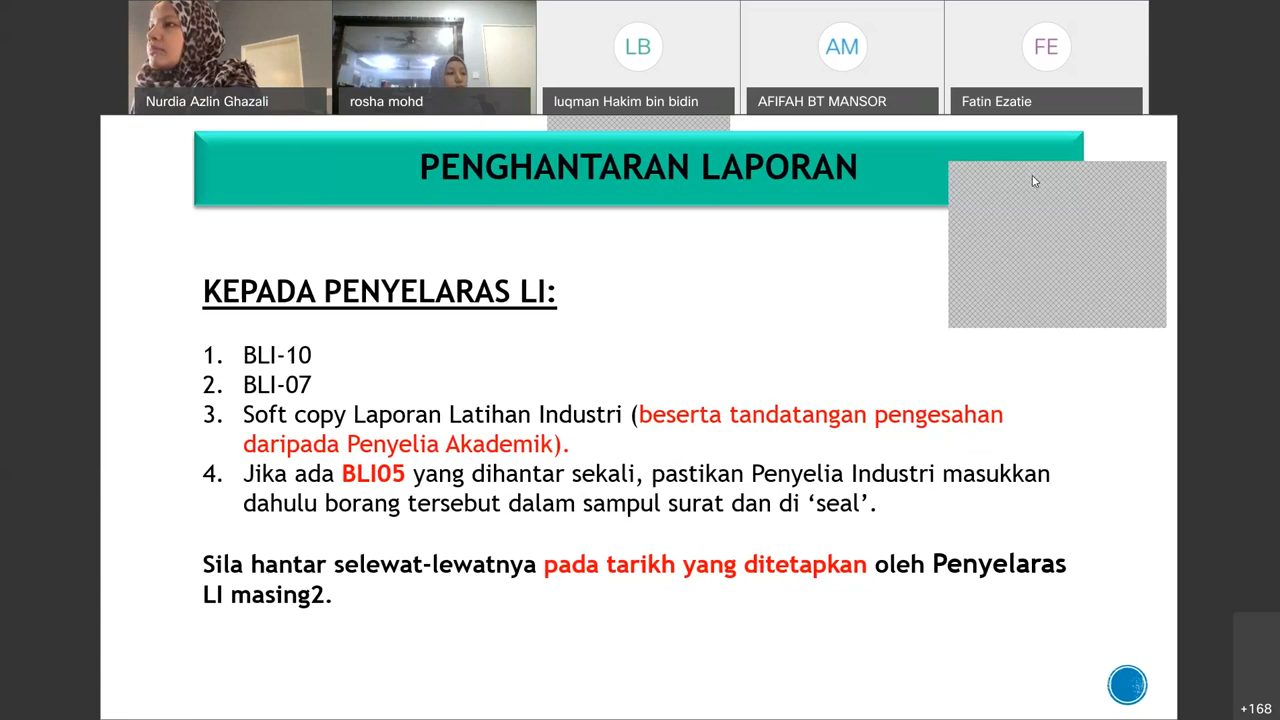 LB
AM
FE
Nurdia Azlin Ghazali
rosha mohd
luqman Hakim bin bidin
AFIFAH BT MANSOR
Fatin Ezatie
PENGHANTARAN LAPORAN
KEPADA PENYELARAS LI:
1. BLI-10
2. BLI-07
3. Soft copy Laporan Latihan Industri (beserta tandatangan pengesahan
daripada Penyelia Akademik).
4. Jika ada BLI05 yang dihantar sekali, pastikan Penyelia Industri masukkan
dahulu borang tersebut dalam sampul surat dan di ‘seal’.
Sila hantar selewat-lewatnya pada tarikh yang ditetapkan oleh Penyelaras
LI masing2.
+168